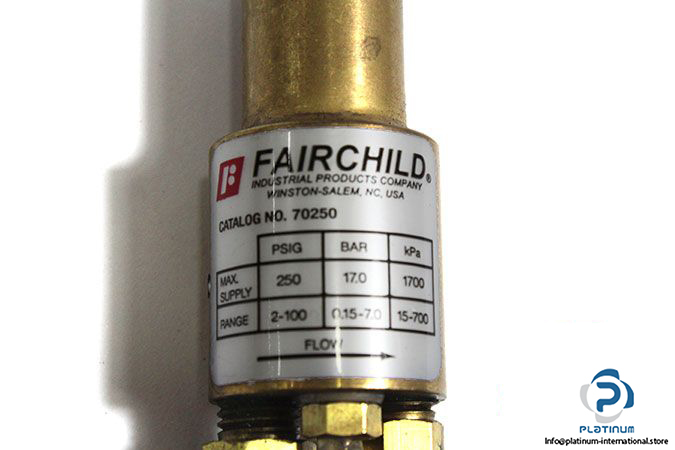 FAIRCHILD®
INDUSTRIAL PRODUCTS COMPANY
WINSTON-SALEM, NC, USA
CATALOG NO. 70250
PSIG BAR kPa
MAX. SUPPLY 250 17.0 1700
RANGE 2-100 0.15-7.0 15-700
FLOW
PLATINUM
Info@platinum-international.store